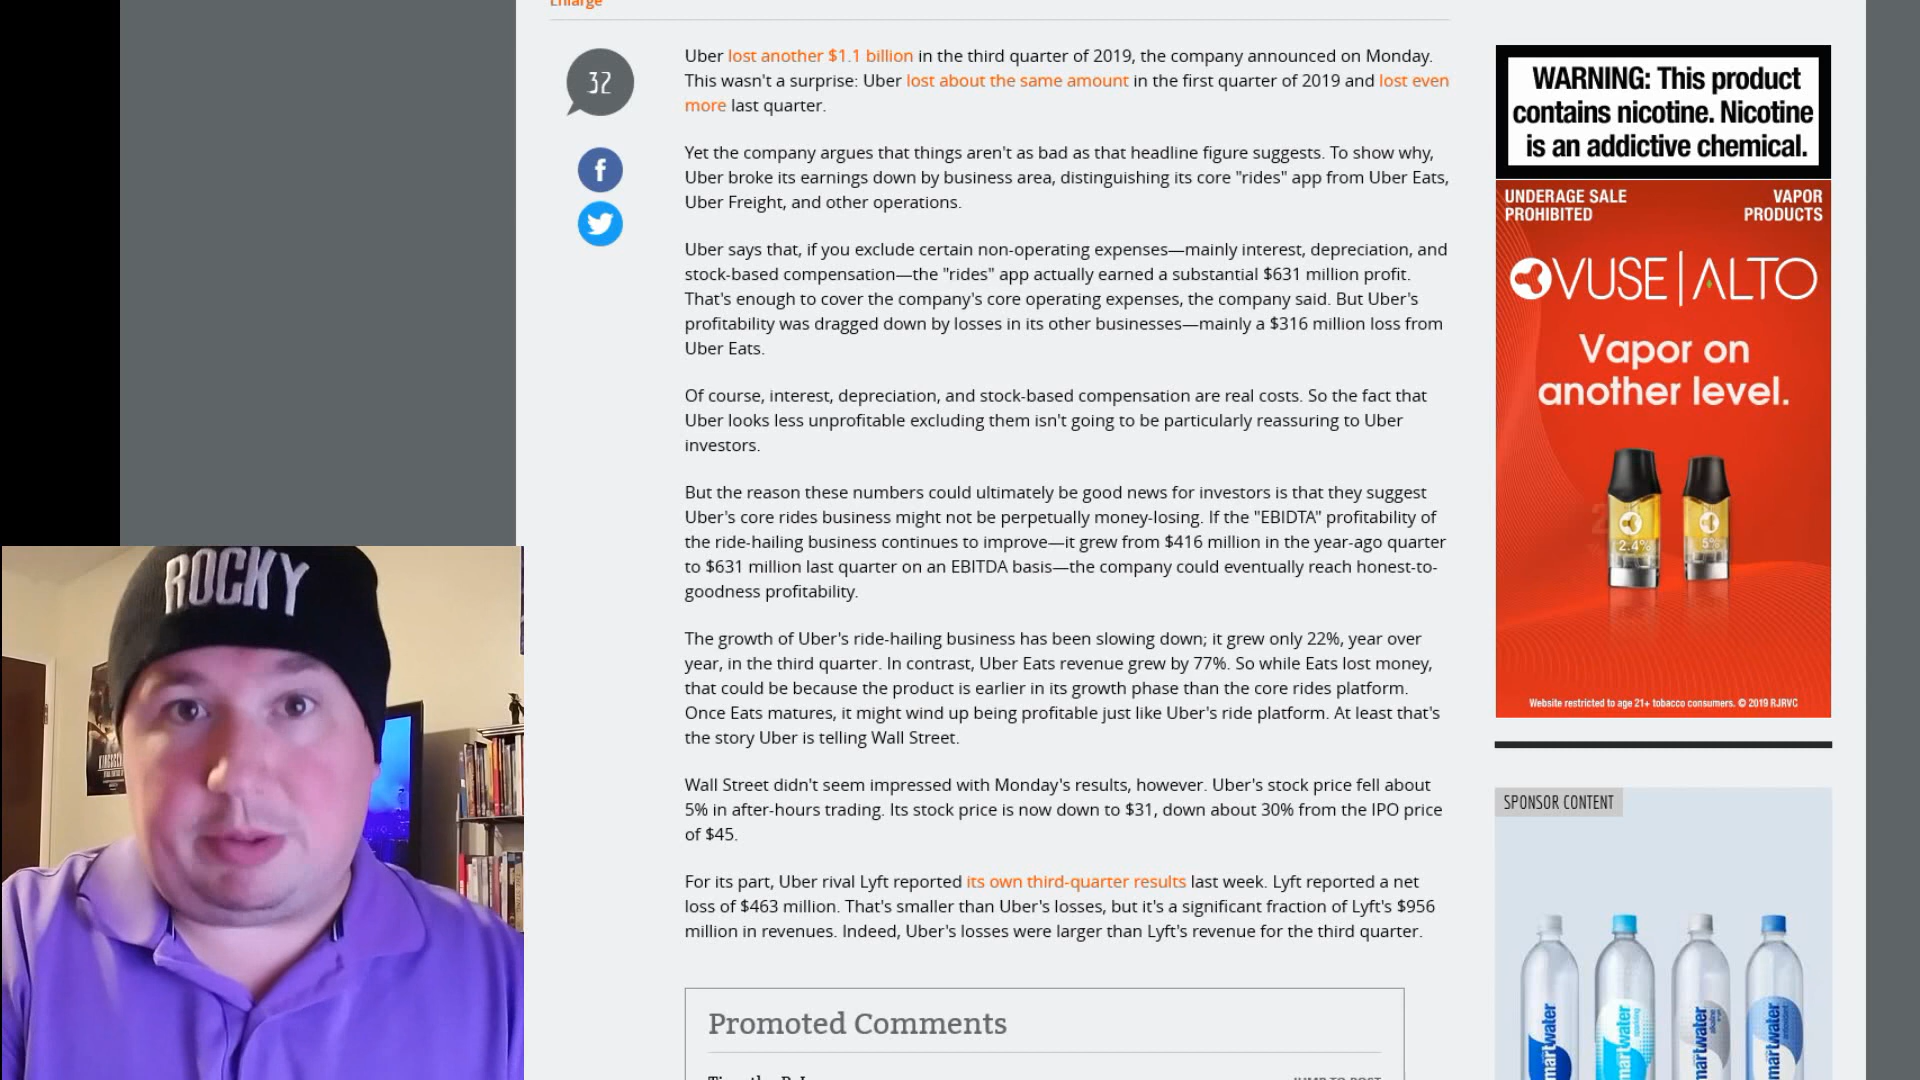 Enlarge
32
Uber lost another $1.1 billion in the third quarter of 2019, the company announced on Monday.
This wasn't a surprise: Uber lost about the same amount in the first quarter of 2019 and lost even
more last quarter.
Yet the company argues that things aren't as bad as that headline figure suggests. To show why,
Uber broke its earnings down by business area, distinguishing its core "rides" app from Uber Eats,
Uber Freight, and other operations.
Uber says that, if you exclude certain non-operating expenses—mainly interest, depreciation, and
stock-based compensation—the "rides" app actually earned a substantial $631 million profit.
That's enough to cover the company's core operating expenses, the company said. But Uber's
profitability was dragged down by losses in its other businesses—mainly a $316 million loss from
Uber Eats.
Of course, interest, depreciation, and stock-based compensation are real costs. So the fact that
Uber looks less unprofitable excluding them isn't going to be particularly reassuring to Uber
investors.
But the reason these numbers could ultimately be good news for investors is that they suggest
Uber's core rides business might not be perpetually money-losing. If the "EBIDTA" profitability of
the ride-hailing business continues to improve—it grew from $416 million in the year-ago quarter
to $631 million last quarter on an EBITDA basis—the company could eventually reach honest-to-
goodness profitability.
The growth of Uber's ride-hailing business has been slowing down; it grew only 22%, year over
year, in the third quarter. In contrast, Uber Eats revenue grew by 77%. So while Eats lost money,
that could be because the product is earlier in its growth phase than the core rides platform.
Once Eats matures, it might wind up being profitable just like Uber's ride platform. At least that's
the story Uber is telling Wall Street.
Wall Street didn't seem impressed with Monday's results, however. Uber's stock price fell about
5% in after-hours trading. Its stock price is now down to $31, down about 30% from the IPO price
of $45.
For its part, Uber rival Lyft reported its own third-quarter results last week. Lyft reported a net
loss of $463 million. That's smaller than Uber's losses, but it's a significant fraction of Lyft's $956
million in revenues. Indeed, Uber's losses were larger than Lyft's revenue for the third quarter.
Promoted Comments
WARNING: This product
contains nicotine. Nicotine
is an addictive chemical.
UNDERAGE SALE
PROHIBITED
VAPOR
PRODUCTS
VUSE|ALTO
Vapor on
another level.
2.4%
5%
Website restricted to age 21+ tobacco consumers. © 2019 RJRVC
SPONSOR CONTENT
ROCKY